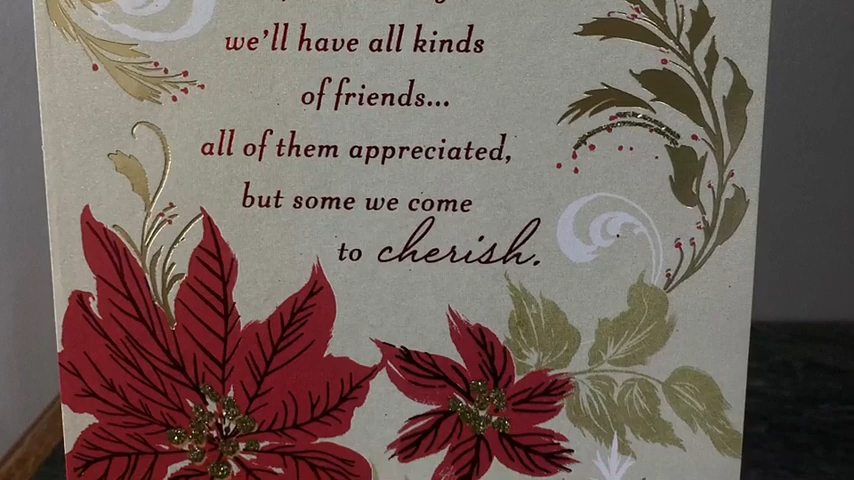 we'll have all kinds
of friends...
all of them appreciated,
but some we come
to cherish.